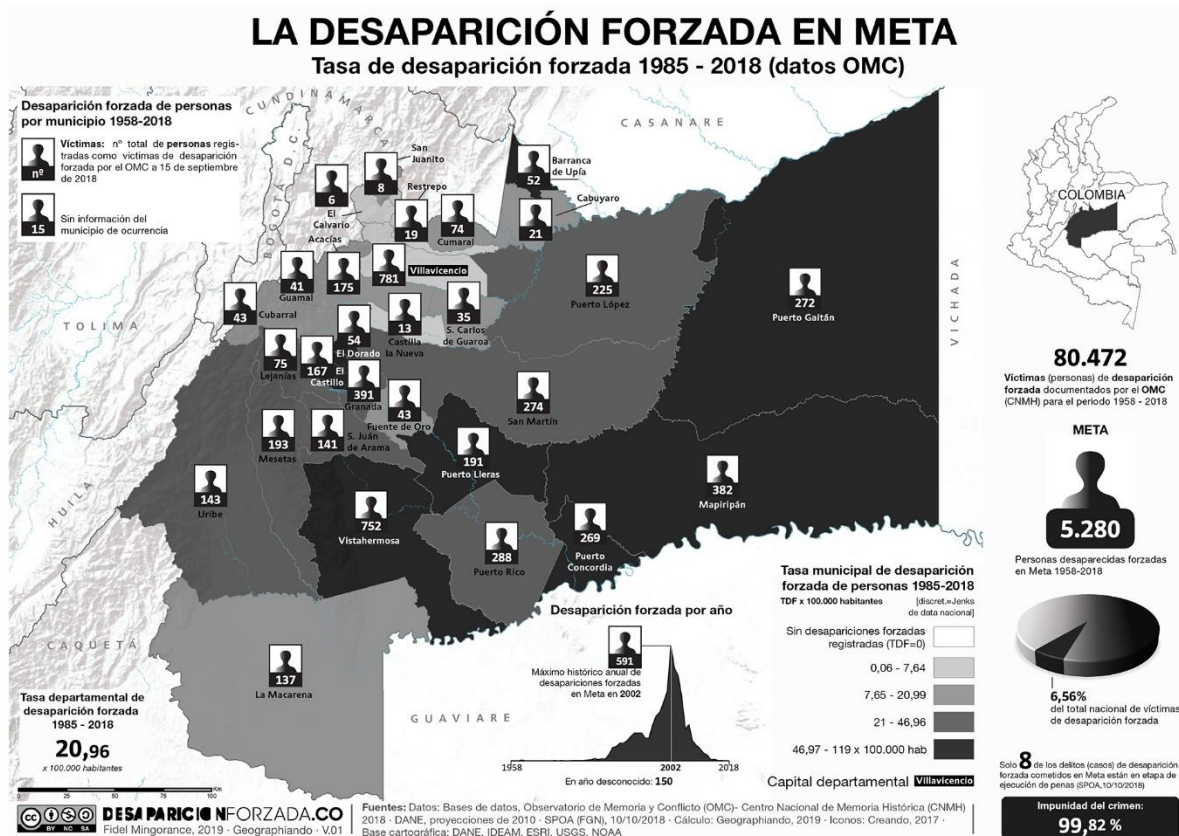 LA DESAPARICIÓN FORZADA EN META
Tasa de desaparición forzada 1985 - 2018 (datos OMC)
Desaparición forzada de personas
por municipio 1958-2018
Víctimas: nº total de personas regis-
tradas como víctimas de desaparición
forzada por el OMC a 15 de septiembre
de 2018
nº
15
Sin información del
municipio de ocurrencia
CUNDINAMARCA
BOGOTÁ D.C.
CASANARE
VICHADA
TOLIMA
HUILA
CAQUETÁ
GUAVIARE
San
Juanito
8
6
El
Calvario
Restrepo
19
74
Cumaral
52
Barranca
de Upía
Cabuyaro
21
Acacías
175
781
Villavicencio
41
Guamal
43
Cubarral
225
Puerto López
272
Puerto Gaitán
35
S. Carlos
de Guaroa
13
Castilla
la Nueva
54
El Dorado
75
Lejanías
167
El
Castillo
391
Granada
43
Fuente de Oro
274
San Martín
193
Mesetas
141
S. Juán
de Arama
191
Puerto Lleras
382
Mapiripán
143
Uribe
752
Vistahermosa
288
Puerto Rico
269
Puerto
Concordia
137
La Macarena
Tasa departamental de
desaparición forzada
1985 - 2018
20,96
x 100.000 habitantes
Desaparición forzada por año
591
Máximo histórico anual de
desapariciones forzadas
en Meta en 2002
1958
2002
2018
En año desconocido: 150
Tasa municipal de desaparición
forzada de personas 1985-2018
TDF x 100.000 habitantes
[discret.=Jenks
de data nacional]
Sin desapariciones forzadas
registradas (TDF=0)
0,06 - 7,64
7,65 - 20,99
21 - 46,96
46,97 - 119 x 100.000 hab
Capital departamental Villavicencio
COLOMBIA
80.472
Víctimas (personas) de desaparición
forzada documentados por el OMC
(CNMH) para el periodo 1958 - 2018
META
5.280
Personas desaparecidas forzadas
en Meta 1958-2018
6,56%
del total nacional de víctimas
de desaparición forzada
Solo 8 de los delitos (casos) de desaparición
forzada cometidos en Meta están en etapa de
ejecución de penas (SPOA,10/10/2018)
Impunidad del crimen:
99,82 %
0 20 40 60 80 100 Km
cc BY NC SA
DESAPARICIONFORZADA.CO
Fidel Mingorance, 2019 · Geographiando · V.01
Fuentes: Datos: Bases de datos, Observatorio de Memoria y Conflicto (OMC)- Centro Nacional de Memoria Histórica (CNMH)
2018 · DANE, proyecciones de 2010 · SPOA (FGN), 10/10/2018 · Cálculo: Geographiando, 2019 · Iconos: Creando, 2017 ·
Base cartográfica: DANE, IDEAM, ESRI, USGS, NOAA